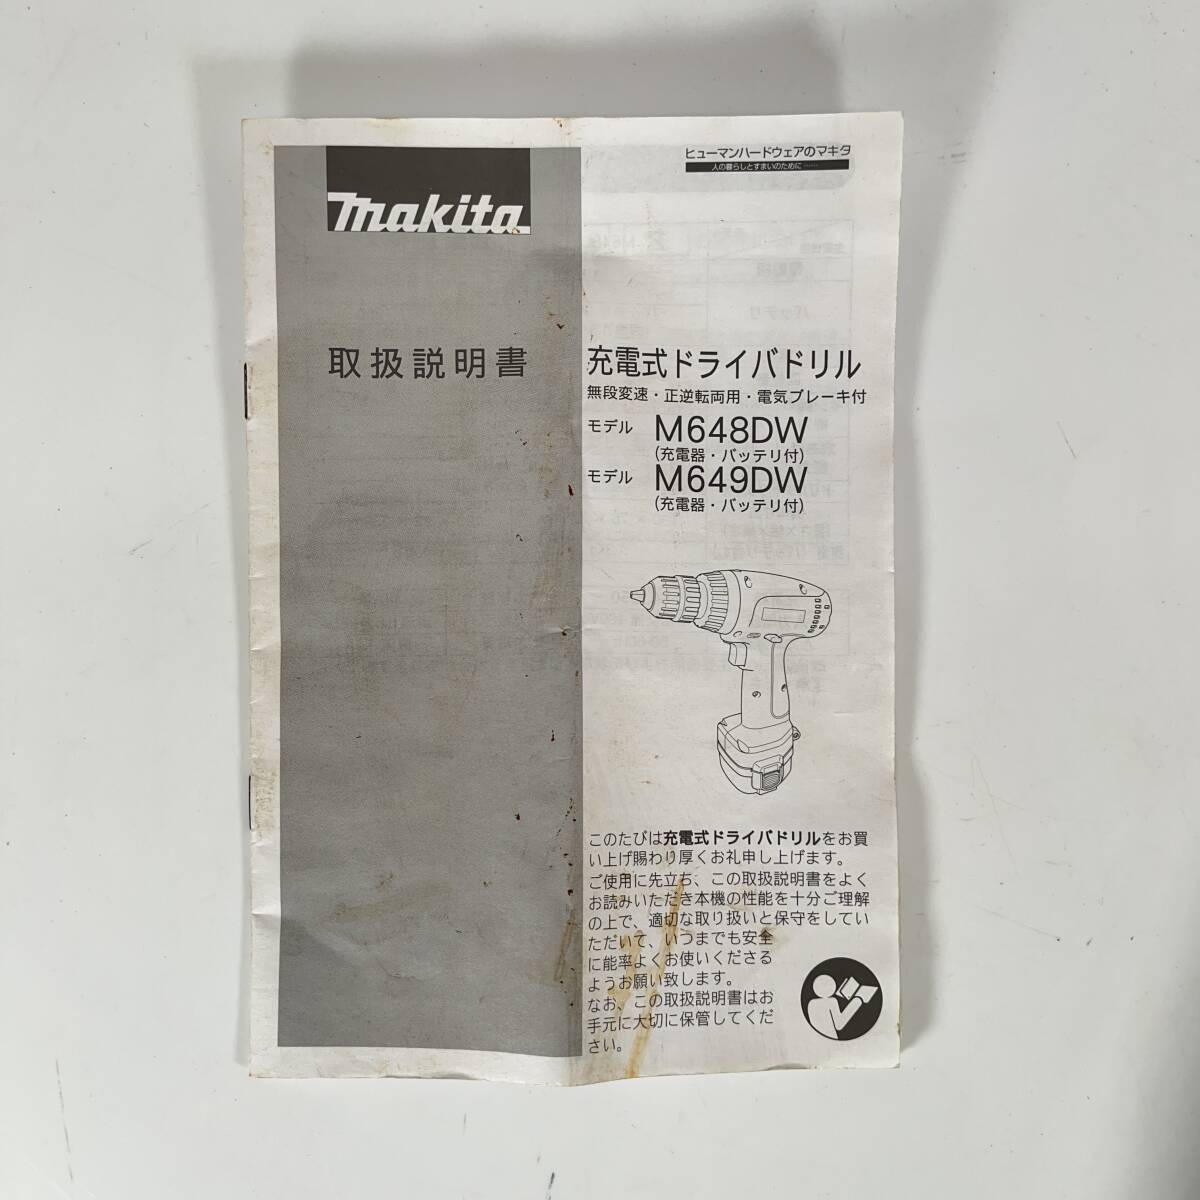 ヒューマンハードウェアのマキタ
人の暮らしとすまいのために……
makita
取扱説明書
充電式ドライバドリル
無段変速・正逆転両用・電気ブレーキ付
モデル M648DW
(充電器・バッテリ付)
モデル M649DW
(充電器・バッテリ付)
このたびは充電式ドライバドリルをお買
い上げ賜わり厚くお礼申し上げます。
ご使用に先立ち、この取扱説明書をよく
お読みいただき本機の性能を十分ご理解
の上で、適切な取り扱いと保守をしてい
ただいて、いつまでも安全
に能率よくお使いくださる
ようお願い致します。
なお、この取扱説明書はお
手元に大切に保管してくだ
さい。